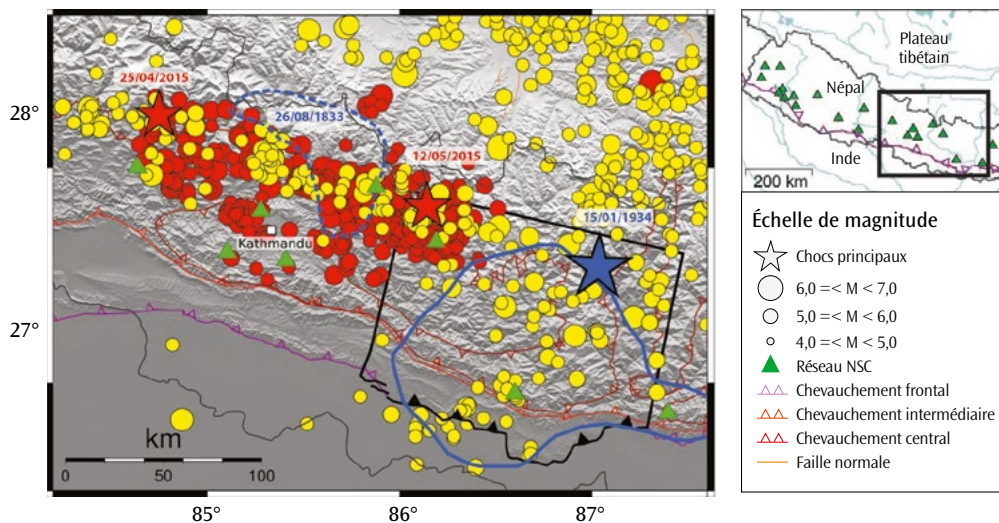 25/04/2015
26/08/1833
12/05/2015
15/01/1934
Kathmandu
28°
27°
85°
86°
87°
km
0 50 100
Plateau
tibétain
Népal
Inde
200 km
Échelle de magnitude
Chocs principaux
6,0 =< M < 7,0
5,0 =< M < 6,0
4,0 =< M < 5,0
Réseau NSC
Chevauchement frontal
Chevauchement intermédiaire
Chevauchement central
Faille normale